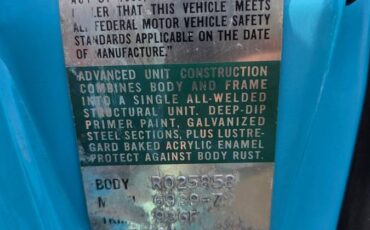 THAT THIS VEHICLE MEETS
FEDERAL MOTOR VEHICLE SAFETY
STANDARDS APPLICABLE ON THE DATE
OF MANUFACTURE."
ADVANCED UNIT CONSTRUCTION
COMBINES BODY AND FRAME
INTO A SINGLE ALL-WELDED
STRUCTURAL UNIT. DEEP-DIP
PRIMER PAINT, GALVANIZED
STEEL SECTIONS, PLUS LUSTRE-
GARD BAKED ACRYLIC ENAMEL
PROTECT AGAINST BODY RUST.
BODY